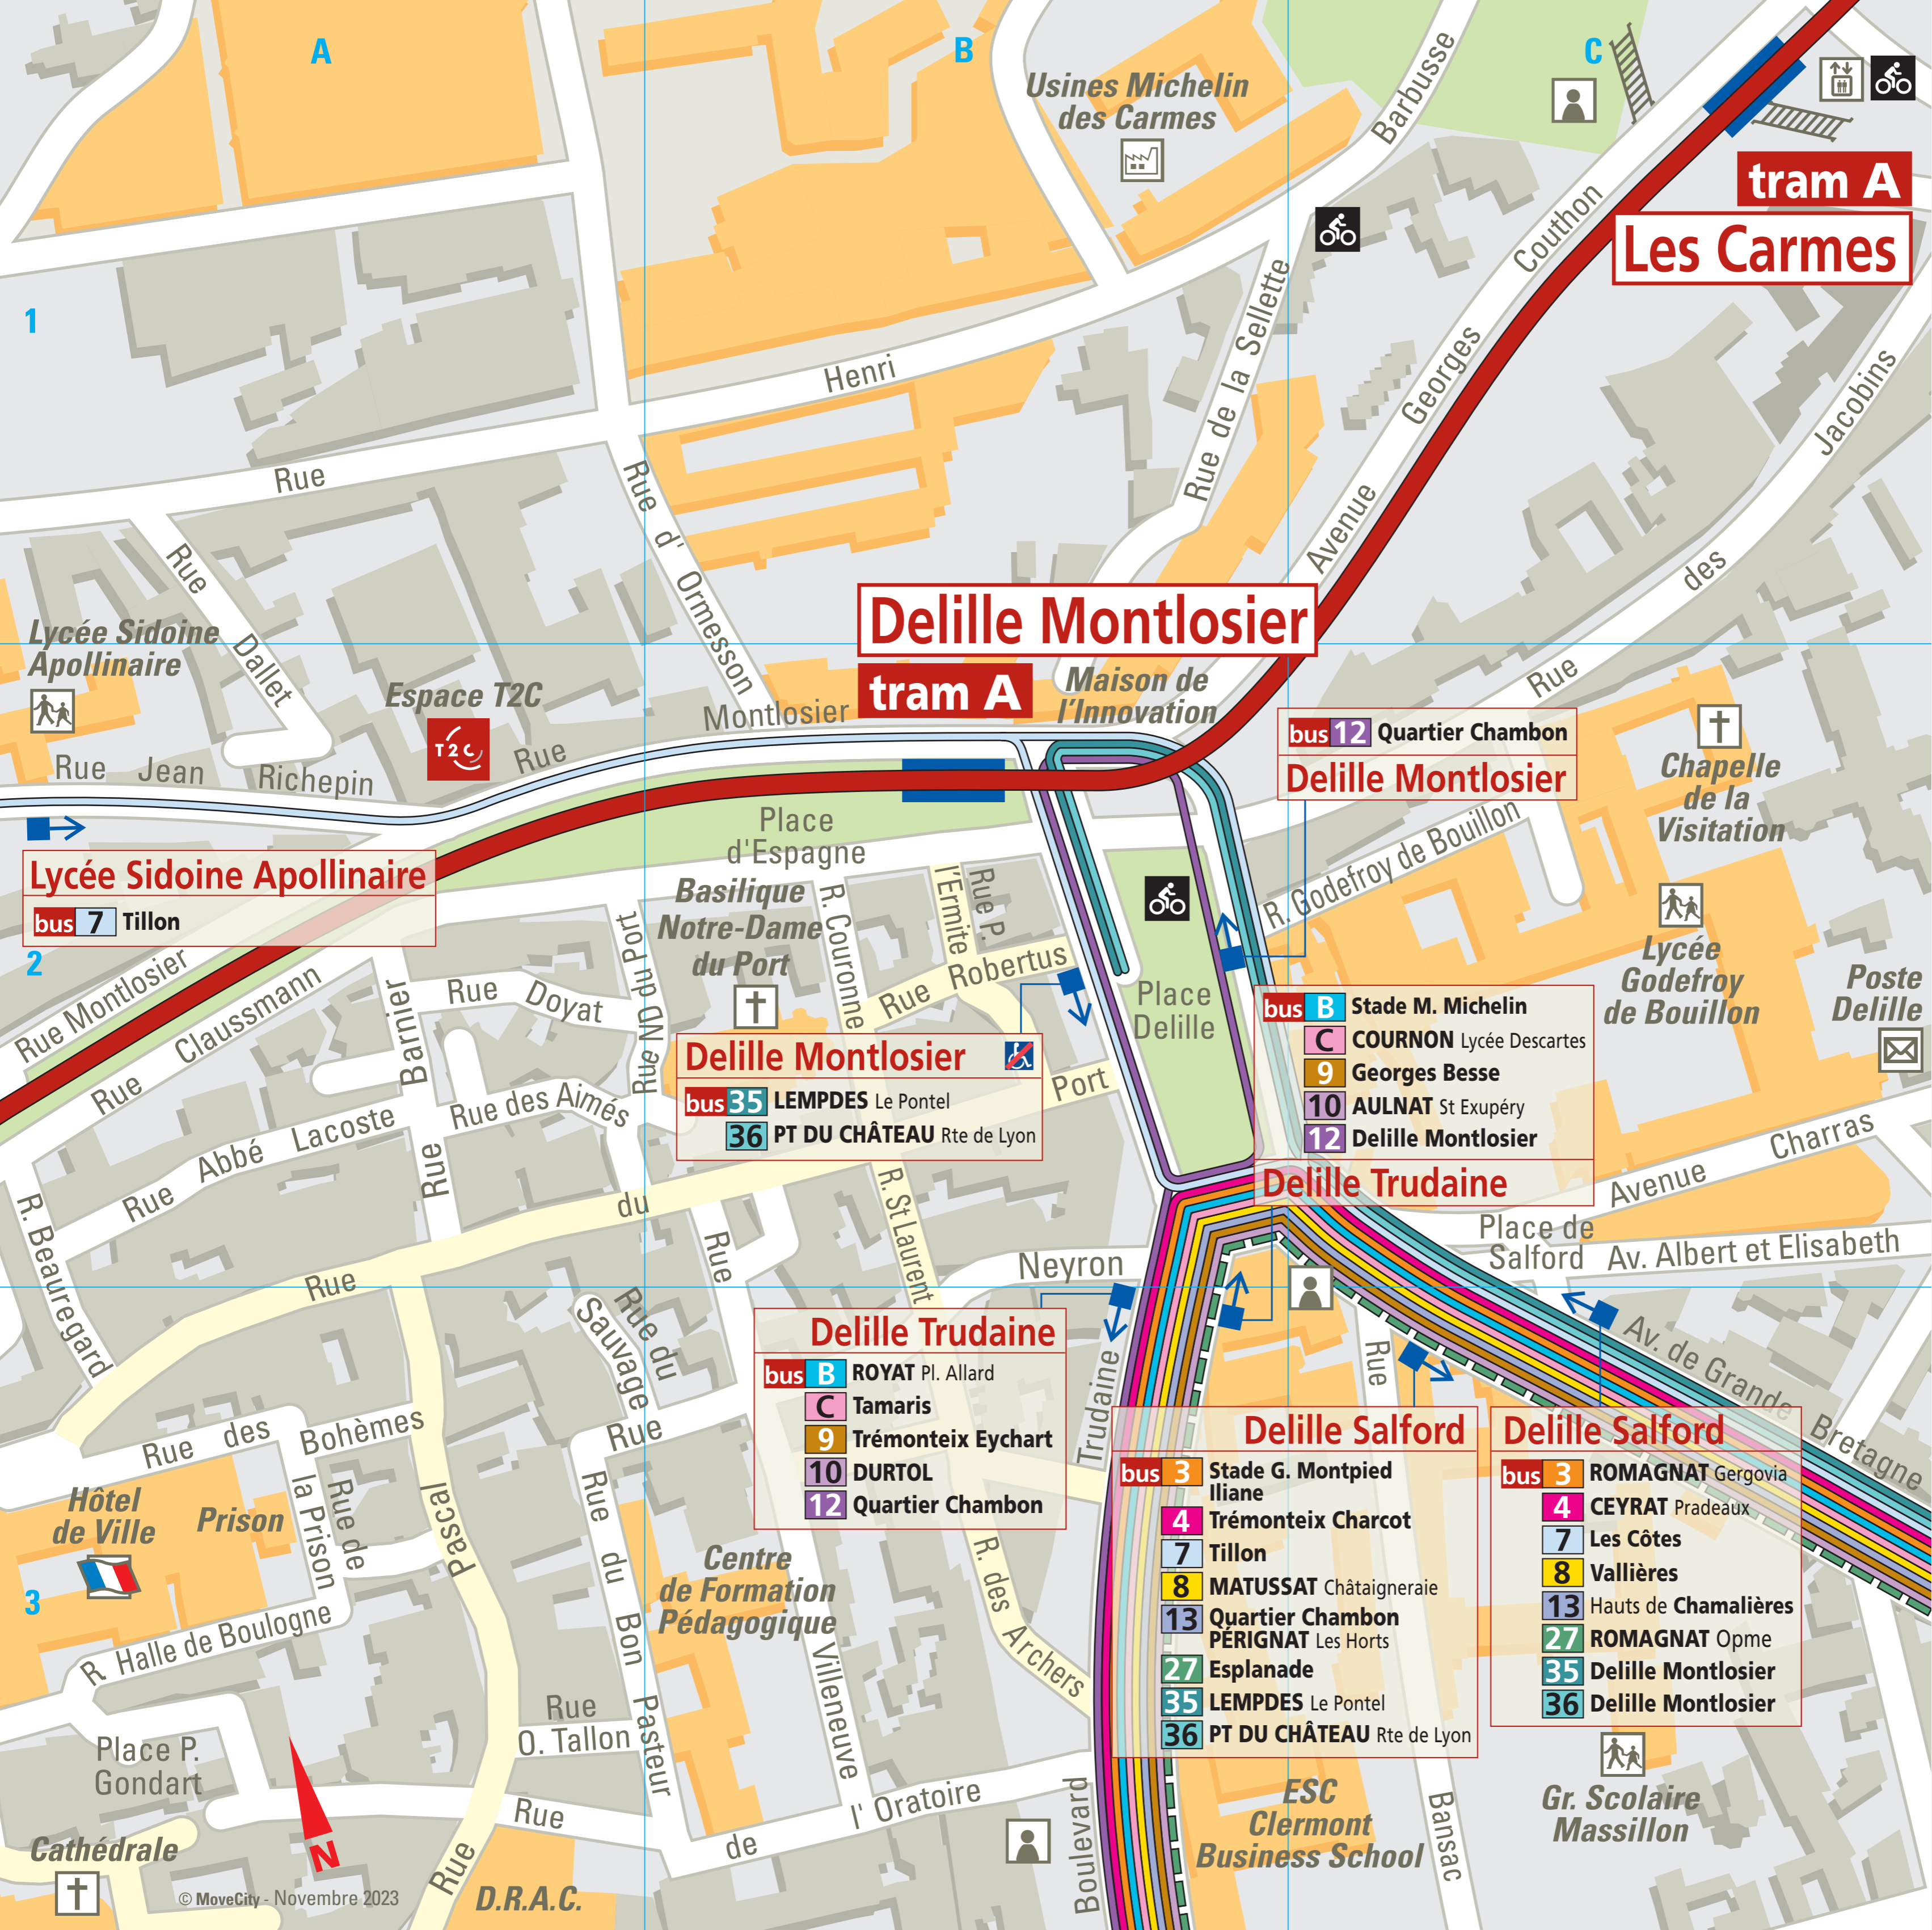 A
B
C
Usines Michelin
des Carmes
Barbusse
tram A
Les Carmes
Couthon
1
Henri
Rue de la Sellette
Georges
Jacobins
Rue
Rue d' Ormesson
Avenue
des
Rue
Dallet
Delille Montlosier
tram A
Lycée Sidoine
Apollinaire
Espace T2C
T2C
Maison de
l'Innovation
Rue
Montlosier
Rue
Rue Jean Richepin
bus 12 Quartier Chambon
Delille Montlosier
Chapelle
de la
Visitation
Place
d'Espagne
R. Godefroy de Bouillon
Lycée Sidoine Apollinaire
bus 7 Tillon
Basilique
Notre-Dame
du Port
R. Couronne
l'Ermite
Rue P.
Rue Robertus
Rue ND du Port
Lycée
Godefroy
de Bouillon
Poste
Delille
2
Rue Montlosier
Rue Claussmann
Rue Barnier
Rue Doyat
Place
Delille
Delille Montlosier
bus 35 LEMPDES Le Pontel
36 PT DU CHÂTEAU Rte de Lyon
bus B Stade M. Michelin
C COURNON Lycée Descartes
9 Georges Besse
10 AULNAT St Exupéry
12 Delille Montlosier
Delille Trudaine
Rue des Aimés
Port
Rue Abbé Lacoste
Avenue Charras
R. Beauregard
du
R. St Laurent
Rue
Rue
Neyron
Place de
Salford
Av. Albert et Elisabeth
Sauvage
Rue du
Delille Trudaine
bus B ROYAT Pl. Allard
C Tamaris
9 Trémonteix Eychart
10 DURTOL
12 Quartier Chambon
Trudaine
Rue
Av. de Grande Bretagne
Rue des Bohèmes
Rue
Delille Salford
bus 3 Stade G. Montpied
Iliane
4 Trémonteix Charcot
7 Tillon
8 MATUSSAT Châtaigneraie
13 Quartier Chambon
PÉRIGNAT Les Horts
27 Esplanade
35 LEMPDES Le Pontel
36 PT DU CHÂTEAU Rte de Lyon
Delille Salford
bus 3 ROMAGNAT Gergovia
4 CEYRAT Pradeaux
7 Les Côtes
8 Vallières
13 Hauts de Chamalières
27 ROMAGNAT Opme
35 Delille Montlosier
36 Delille Montlosier
Hôtel
de Ville
Prison
Rue de
la Prison
Pascal
Rue du Bon Pasteur
Centre
de Formation
Pédagogique
R. des Archers
3
R. Halle de Boulogne
Villeneuve
Rue
O. Tallon
Place P.
Gondart
Rue de l' Oratoire
ESC
Clermont
Business School
Gr. Scolaire
Massillon
Bansac
Boulevard
Cathédrale
N
Rue
D.R.A.C.
© MoveCity - Novembre 2023